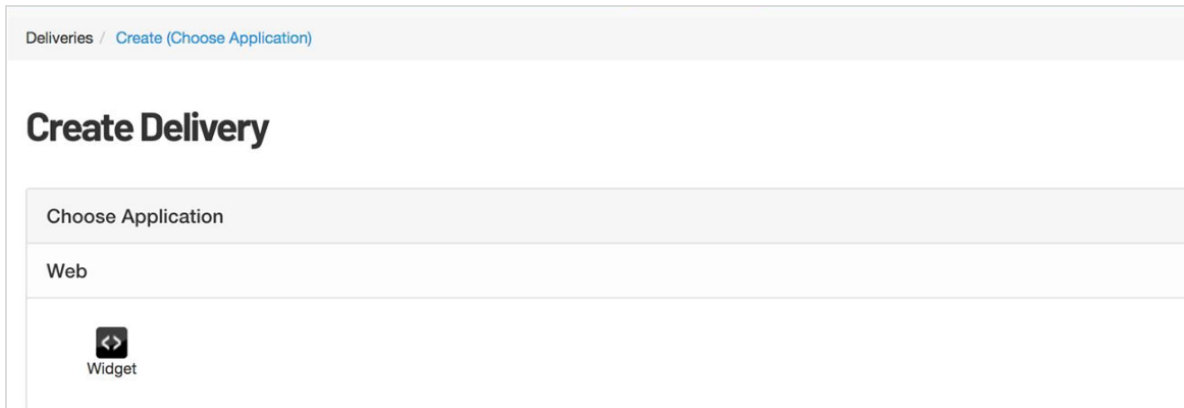 Deliveries / Create (Choose Application)
Create Delivery
Choose Application
Web
Widget